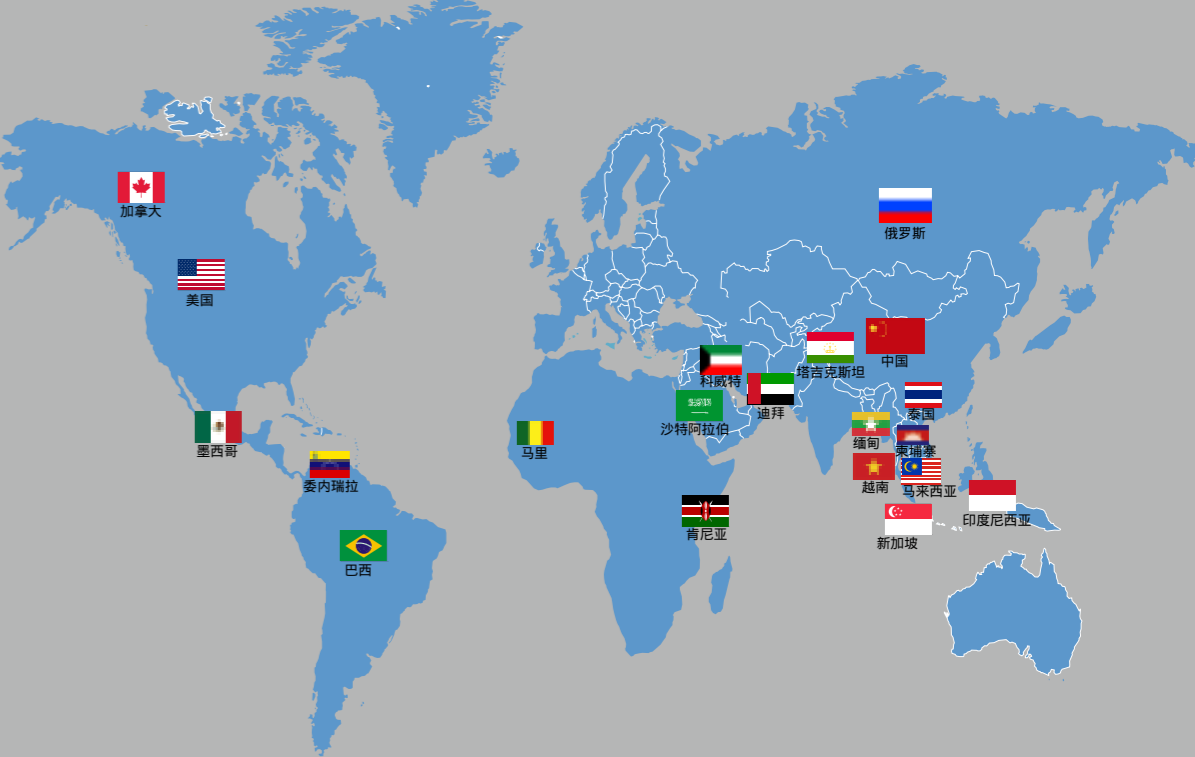 加拿大
俄罗斯
美国
中国
塔吉克斯坦
科威特
迪拜
泰国
沙特阿拉伯
缅甸
柬埔寨
墨西哥
马里
委内瑞拉
越南
马来西亚
印度尼西亚
肯尼亚
新加坡
巴西